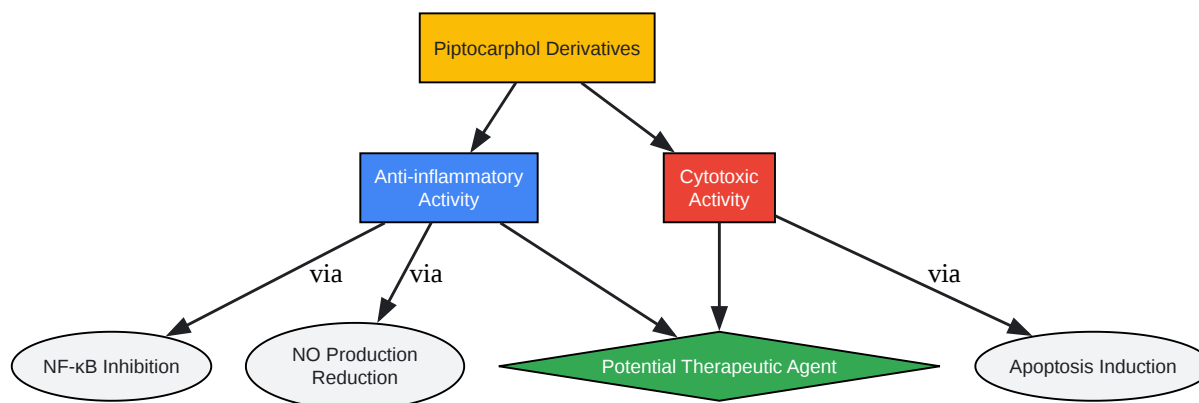 Piptocarphol Derivatives
Anti-inflammatory
Activity
Cytotoxic
Activity
via
via
via
NF-κB Inhibition
NO Production
Reduction
Potential Therapeutic Agent
Apoptosis Induction